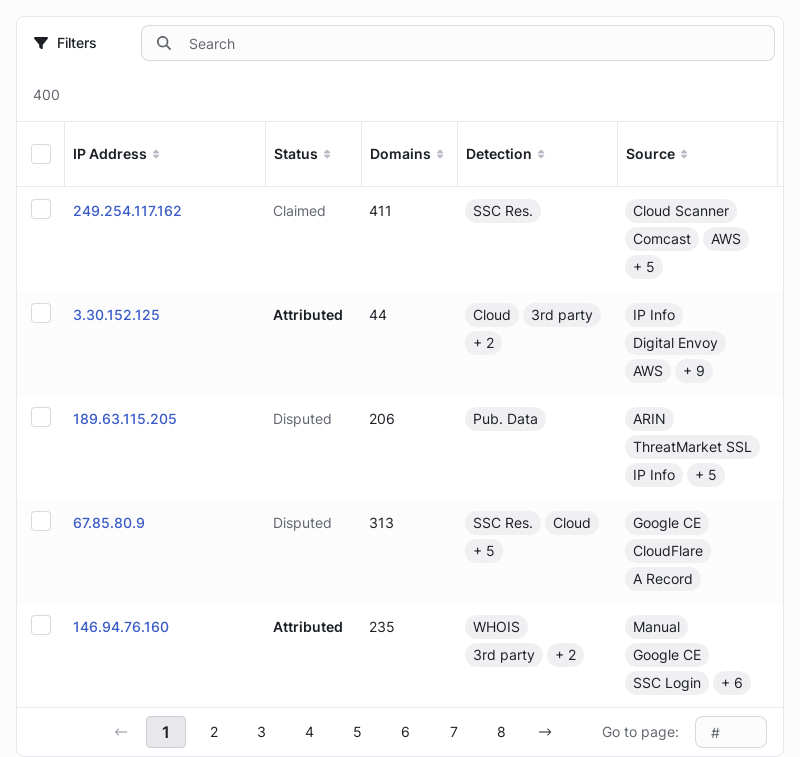 Filters
Search
400
IP Address Status Domains Detection Source
249.254.117.162 Claimed 411 SSC Res. Cloud Scanner
Comcast AWS
+ 5
3.30.152.125 Attributed 44 Cloud 3rd party IP Info
+ 2 Digital Envoy
AWS + 9
189.63.115.205 Disputed 206 Pub. Data ARIN
ThreatMarket SSL
IP Info + 5
67.85.80.9 Disputed 313 SSC Res. Cloud Google CE
+ 5 CloudFlare
A Record
146.94.76.160 Attributed 235 WHOIS Manual
3rd party + 2 Google CE
SSC Login + 6
← 1 2 3 4 5 6 7 8 → Go to page: #